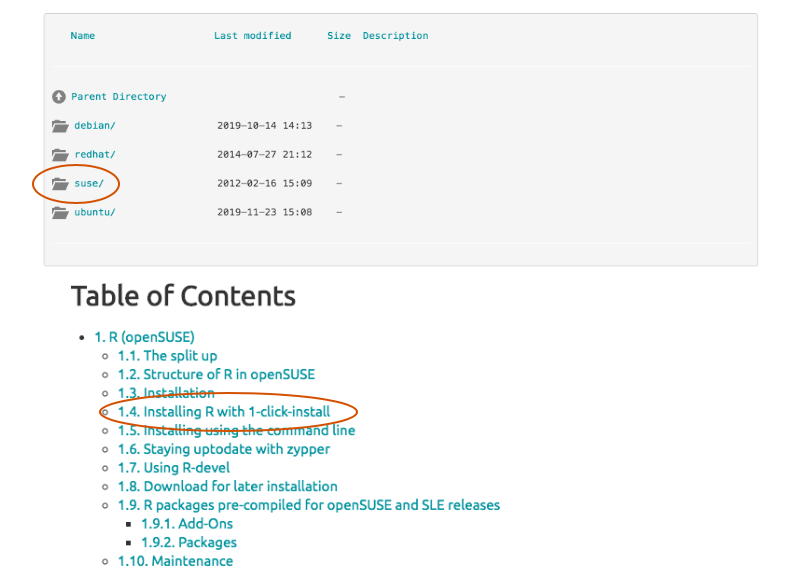 Name Last modified Size Description
Parent Directory –
debian/ 2019-10-14 14:13 –
redhat/ 2014-07-27 21:12 –
suse/ 2012-02-16 15:09 –
ubuntu/ 2019-11-23 15:08 –
Table of Contents
• 1. R (openSUSE)
1.1. The split up
1.2. Structure of R in openSUSE
1.3. Installation
1.4. Installing R with 1-click-install
1.5. Installing using the command line
1.6. Staying uptodate with zypper
1.7. Using R-devel
1.8. Download for later installation
1.9. R packages pre-compiled for openSUSE and SLE releases
1.9.1. Add-Ons
1.9.2. Packages
1.10. Maintenance